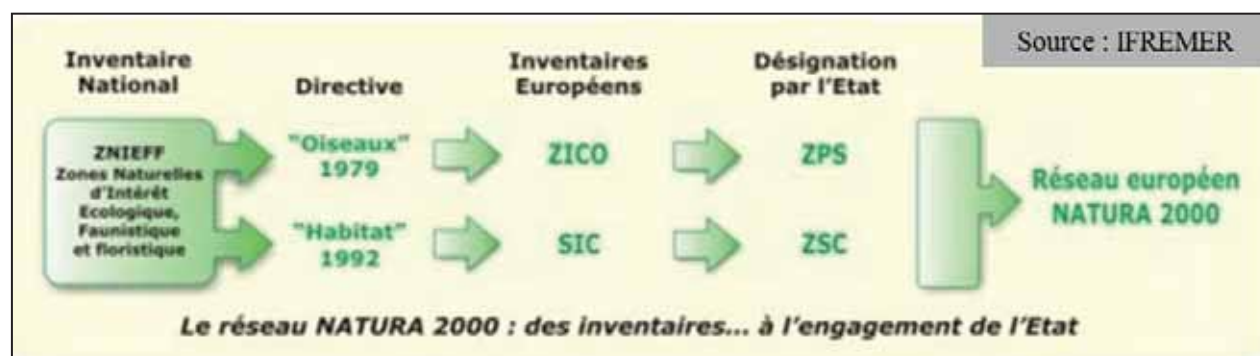 Source : IFREMER
Inventaire
National
Directive
Inventaires
Européens
Désignation
par l'Etat
ZNIEFF
Zones Naturelles
d'Intérêt
Ecologique,
Faunistique
et floristique
"Oiseaux"
1979
ZICO
ZPS
"Habitat"
1992
SIC
ZSC
Réseau européen
NATURA 2000
Le réseau NATURA 2000 : des inventaires... à l'engagement de l'Etat